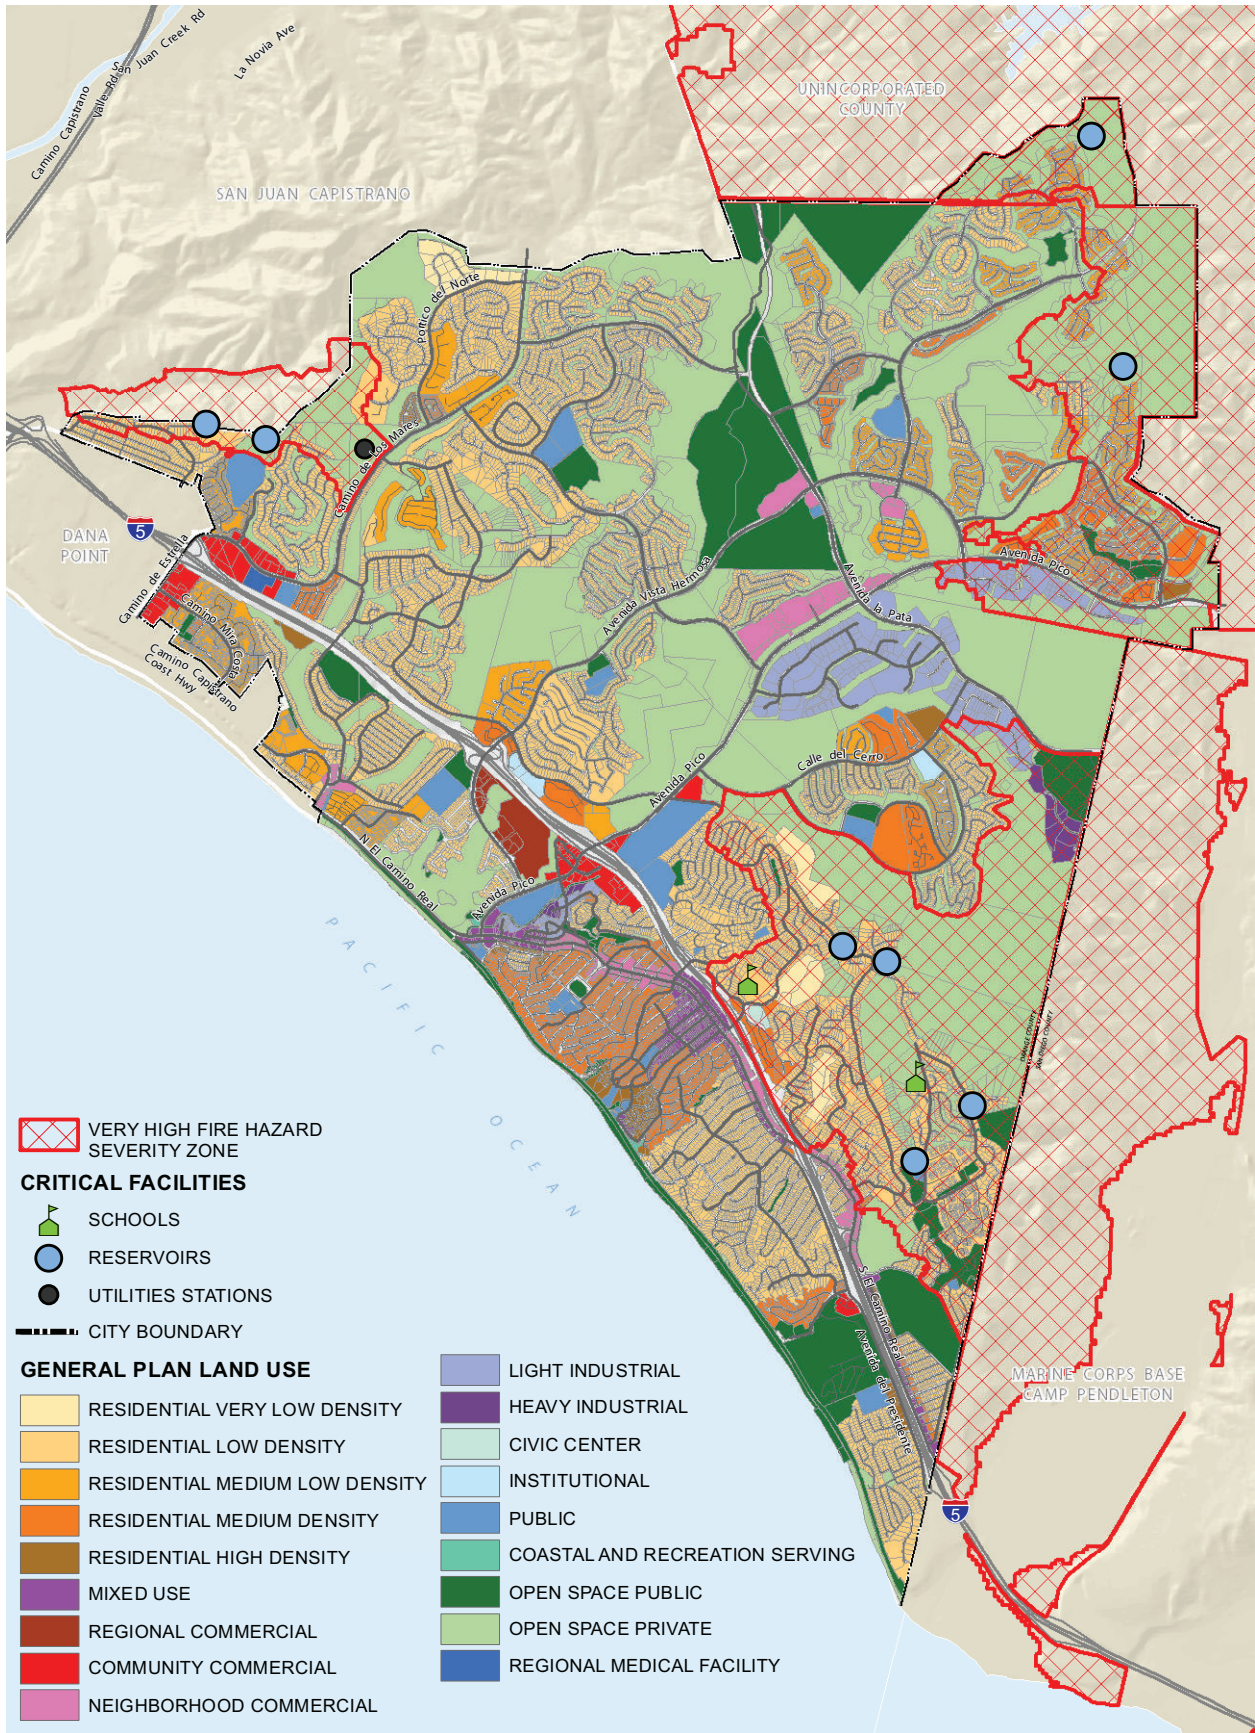 Camino Capistrano
Valle Rd
San Juan Creek Rd
La Novia Ave
UNINCORPORATED
COUNTY
SAN JUAN CAPISTRANO
Portico del Norte
Camino de Los Mares
DANA
POINT
5
Camino de Estrella
Camino Mira Costa
Camino Capistrano
Coast Hwy
Avenida Vista Hermosa
Avenida la Pata
Avenida Pico
Calle del Cerro
Avenida Pico
N El Camino Real
Avenida Pico
PACIFIC OCEAN
ORANGE COUNTY
SAN DIEGO COUNTY
S El Camino Real
Avenida del Presidente
MARINE CORPS BASE
CAMP PENDLETON
5
VERY HIGH FIRE HAZARD
SEVERITY ZONE
CRITICAL FACILITIES
SCHOOLS
RESERVOIRS
UTILITIES STATIONS
CITY BOUNDARY
GENERAL PLAN LAND USE
RESIDENTIAL VERY LOW DENSITY
RESIDENTIAL LOW DENSITY
RESIDENTIAL MEDIUM LOW DENSITY
RESIDENTIAL MEDIUM DENSITY
RESIDENTIAL HIGH DENSITY
MIXED USE
REGIONAL COMMERCIAL
COMMUNITY COMMERCIAL
NEIGHBORHOOD COMMERCIAL
LIGHT INDUSTRIAL
HEAVY INDUSTRIAL
CIVIC CENTER
INSTITUTIONAL
PUBLIC
COASTAL AND RECREATION SERVING
OPEN SPACE PUBLIC
OPEN SPACE PRIVATE
REGIONAL MEDICAL FACILITY